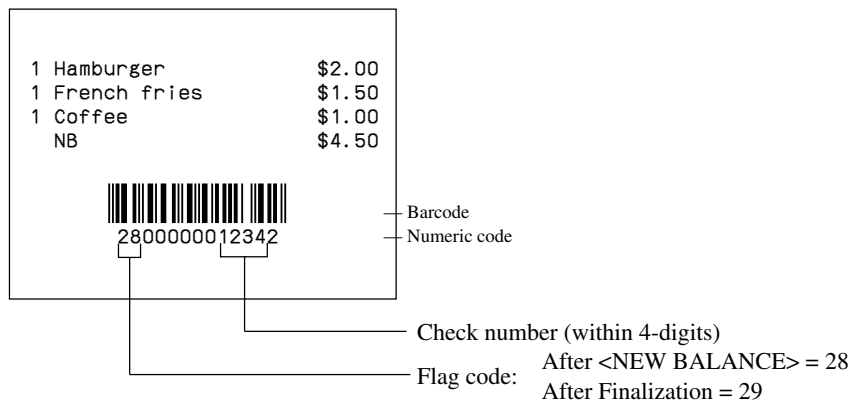 1 Hamburger $2.00
1 French fries $1.50
1 Coffee $1.00
NB $4.50
Barcode
2800000012342 Numeric code
Check number (within 4-digits)
Flag code: After <NEW BALANCE> = 28
After Finalization = 29